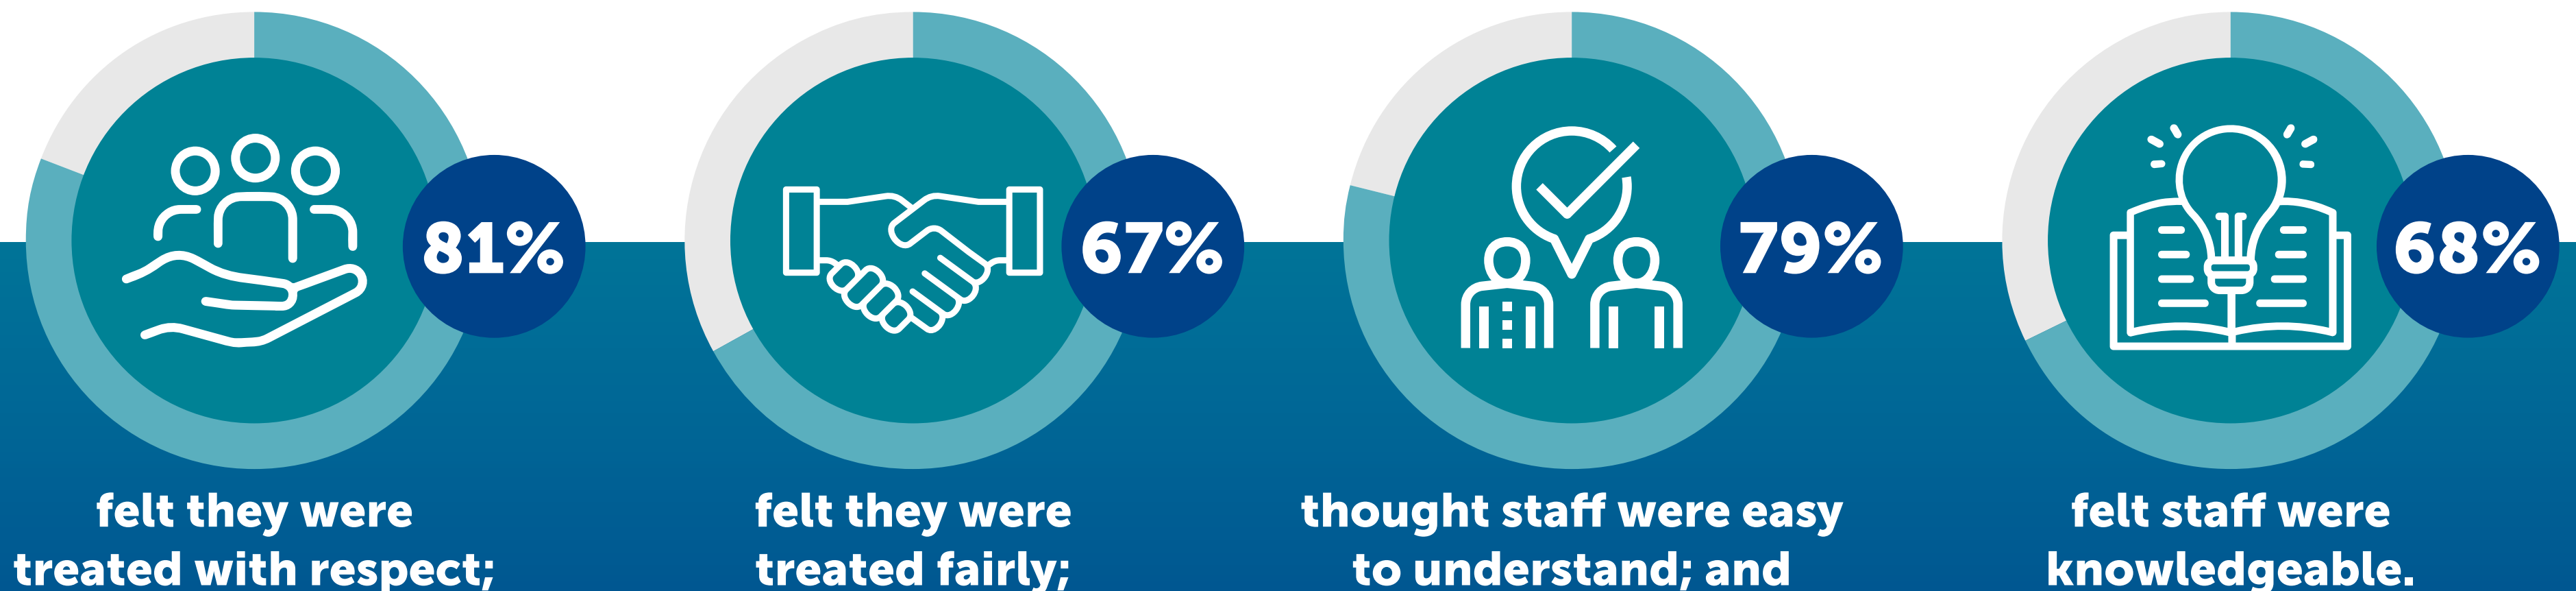 81%
felt they were
treated with respect;
67%
felt they were
treated fairly;
79%
thought staff were easy
to understand; and
68%
felt staff were
knowledgeable.